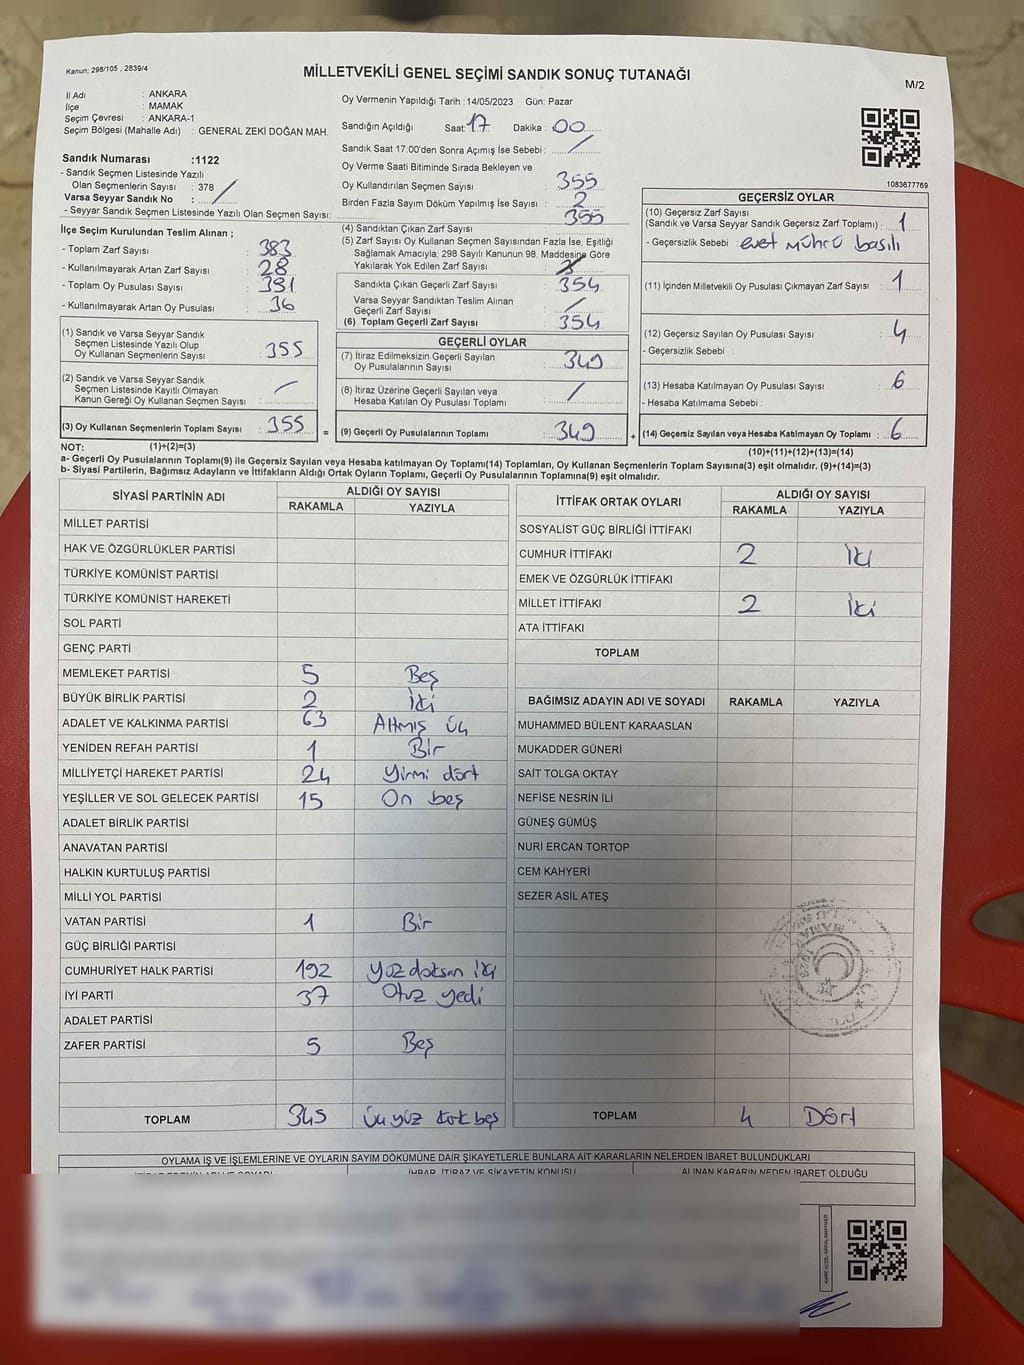 Kanun; 298/105 , 2839/4
MİLLETVEKİLİ GENEL SEÇİMİ SANDIK SONUÇ TUTANAĞI
M/2
İl Adı : ANKARA
İlçe : MAMAK
Seçim Çevresi : ANKARA-1
Seçim Bölgesi (Mahalle Adı) : GENERAL ZEKİ DOĞAN MAH.
Oy Vermenin Yapıldığı Tarih : 14/05/2023 Gün: Pazar
Sandığın Açıldığı Saat: 17 Dakika : 00
Sandık Saat 17:00'den Sonra Açımış İse Sebebi : /
Sandık Numarası :1122
- Sandık Seçmen Listesinde Yazılı
Olan Seçmenlerin Sayısı : 378
Varsa Seyyar Sandık No : /
- Seyyar Sandık Seçmen Listesinde Yazılı Olan Seçmen Sayısı:
Oy Verme Saati Bitiminde Sırada Bekleyen ve
Oy Kullandırılan Seçmen Sayısı : 355
Birden Fazla Sayım Döküm Yapılmış İse Sayısı : 2
1083677769
İlçe Seçim Kurulundan Teslim Alınan ;
- Toplam Zarf Sayısı : 383
- Kullanılmayarak Artan Zarf Sayısı : 28
- Toplam Oy Pusulası Sayısı : 391
- Kullanılmayarak Artan Oy Pusulası : 36
(1) Sandık ve Varsa Seyyar Sandık
Seçmen Listesinde Yazılı Olup
Oy Kullanan Seçmenlerin Sayısı : 355
(2) Sandık ve Varsa Seyyar Sandık
Seçmen Listesinde Kayıtlı Olmayan
Kanun Gereği Oy Kullanan Seçmen Sayısı : /
(3) Oy Kullanan Seçmenlerin Toplam Sayısı : 355
(4) Sandıktan Çıkan Zarf Sayısı : 355
(5) Zarf Sayısı Oy Kullanan Seçmen Sayısından Fazla İse, Eşitliği
Sağlamak Amacıyla; 298 Sayılı Kanunun 98. Maddesine Göre
Yakılarak Yok Edilen Zarf Sayısı :
Sandıkta Çıkan Geçerli Zarf Sayısı : 354
Varsa Seyyar Sandıktan Teslim Alınan
Geçerli Zarf Sayısı : /
(6) Toplam Geçerli Zarf Sayısı : 354
GEÇERLİ OYLAR
(7) İtiraz Edilmeksizin Geçerli Sayılan
Oy Pusulalarının Sayısı : 349
(8) İtiraz Üzerine Geçerli Sayılan veya
Hesaba Katılan Oy Pusulası Toplamı : /
= (9) Geçerli Oy Pusulalarının Toplamı : 349 +
GEÇERSİZ OYLAR
(10) Geçersiz Zarf Sayısı
(Sandık ve Varsa Seyyar Sandık Geçersiz Zarf Toplamı) : 1
- Geçersizlik Sebebi : evet mührü basılı
(11) İçinden Milletvekili Oy Pusulası Çıkmayan Zarf Sayısı : 1
(12) Geçersiz Sayılan Oy Pusulası Sayısı : 4
- Geçersizlik Sebebi :
(13) Hesaba Katılmayan Oy Pusulası Sayısı : 6
- Hesaba Katılmama Sebebi :
(14) Geçersiz Sayılan veya Hesaba Katılmayan Oy Toplamı : 6
NOT: (1)+(2)=(3)
(10)+(11)+(12)+(13)=(14)
a- Geçerli Oy Pusulalarının Toplamı(9) ile Geçersiz Sayılan veya Hesaba katılmayan Oy Toplamı(14) Toplamları, Oy Kullanan Seçmenlerin Toplam Sayısına(3) eşit olmalıdır. (9)+(14)=(3)
b- Siyasi Partilerin, Bağımsız Adayların ve İttifakların Aldığı Ortak Oyların Toplamı, Geçerli Oy Pusulalarının Toplamına(9) eşit olmalıdır.
SİYASİ PARTİNİN ADI ALDIĞI OY SAYISI
RAKAMLA YAZIYLA
MİLLET PARTİSİ
HAK VE ÖZGÜRLÜKLER PARTİSİ
TÜRKİYE KOMÜNİST PARTİSİ
TÜRKİYE KOMÜNİST HAREKETİ
SOL PARTİ
GENÇ PARTİ
MEMLEKET PARTİSİ 5 Beş
BÜYÜK BİRLİK PARTİSİ 2 İki
ADALET VE KALKINMA PARTİSİ 63 Altmış üç
YENİDEN REFAH PARTİSİ 1 Bir
MİLLİYETÇİ HAREKET PARTİSİ 24 Yirmi dört
YEŞİLLER VE SOL GELECEK PARTİSİ 15 On beş
ADALET BİRLİK PARTİSİ
ANAVATAN PARTİSİ
HALKIN KURTULUŞ PARTİSİ
MİLLİ YOL PARTİSİ
VATAN PARTİSİ 1 Bir
GÜÇ BİRLİĞİ PARTİSİ
CUMHURİYET HALK PARTİSİ 192 Yüz doksan iki
İYİ PARTİ 37 Otuz yedi
ADALET PARTİSİ
ZAFER PARTİSİ 5 Beş
TOPLAM 345 Üç yüz kırk beş
İTTİFAK ORTAK OYLARI ALDIĞI OY SAYISI
RAKAMLA YAZIYLA
SOSYALİST GÜÇ BİRLİĞİ İTTİFAKI
CUMHUR İTTİFAKI 2 İki
EMEK VE ÖZGÜRLÜK İTTİFAKI
MİLLET İTTİFAKI 2 İki
ATA İTTİFAKI
TOPLAM
BAĞIMSIZ ADAYIN ADI VE SOYADI RAKAMLA YAZIYLA
MUHAMMED BÜLENT KARAASLAN
MUKADDER GÜNERİ
SAİT TOLGA OKTAY
NEFİSE NESRİN İLİ
GÜNEŞ GÜMÜŞ
NURİ ERCAN TORTOP
CEM KAHYERİ
SEZER ASİL ATEŞ
TOPLAM 4 Dört
OYLAMA İŞ VE İŞLEMLERİNE VE OYLARIN SAYIM DÖKÜMÜNE DAİR ŞİKAYETLERLE BUNLARA AİT KARARLARIN NELERDEN İBARET BULUNDUKLARI
İHBAR, İTİRAZ VE ŞİKAYETİN KONUSU ALINAN KARARIN NEDEN İBARET OLDUĞU